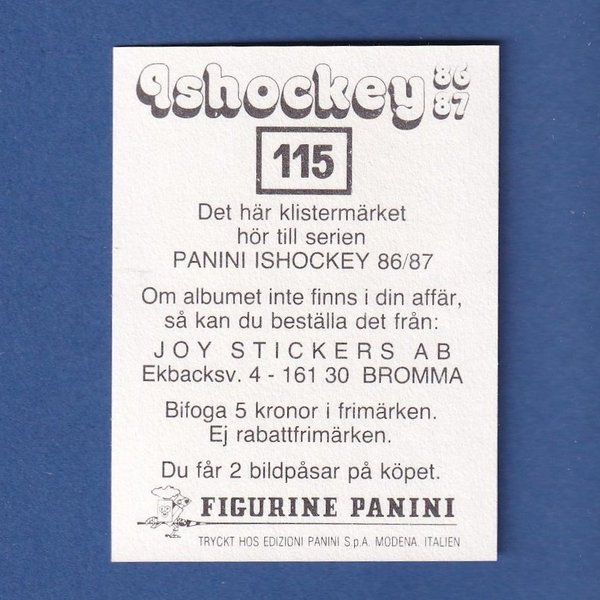 Ishockey 86
87
115
Det här klistermärket
hör till serien
PANINI ISHOCKEY 86/87
Om albumet inte finns i din affär,
så kan du beställa det från:
JOY STICKERS AB
Ekbacksv. 4 - 161 30 BROMMA
Bifoga 5 kronor i frimärken.
Ej rabattfrimärken.
Du får 2 bildpåsar på köpet.
FIGURINE PANINI
TRYCKT HOS EDIZIONI PANINI S.p.A. MODENA. ITALIEN